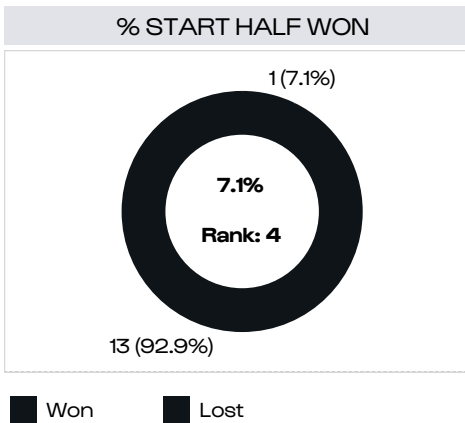 % START HALF WON
1 (7.1%)
7.1%
Rank: 4
13 (92.9%)
Won Lost